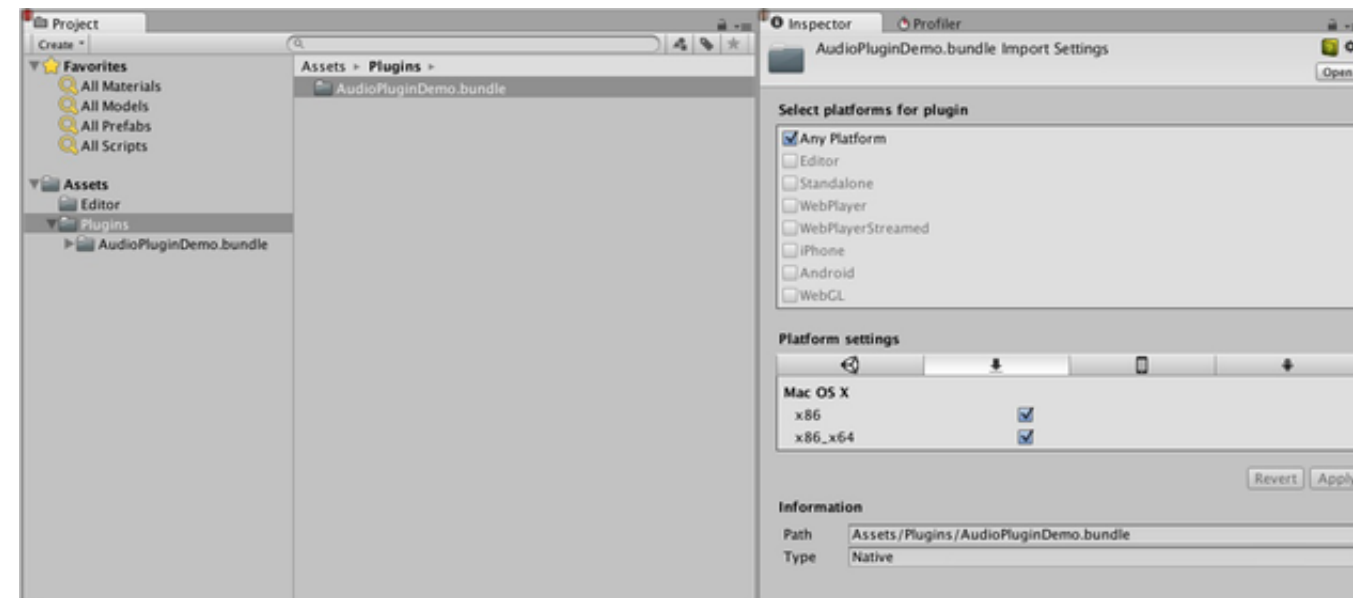 Project
Create
Favorites
All Materials
All Models
All Prefabs
All Scripts
Assets
Editor
Plugins
AudioPluginDemo.bundle
Assets ▸ Plugins ▸
AudioPluginDemo.bundle
Inspector Profiler
AudioPluginDemo.bundle Import Settings
Open
Select platforms for plugin
Any Platform
Editor
Standalone
WebPlayer
WebPlayerStreamed
iPhone
Android
WebGL
Platform settings
Mac OS X
x86
x86_x64
Revert Apply
Information
Path Assets/Plugins/AudioPluginDemo.bundle
Type Native